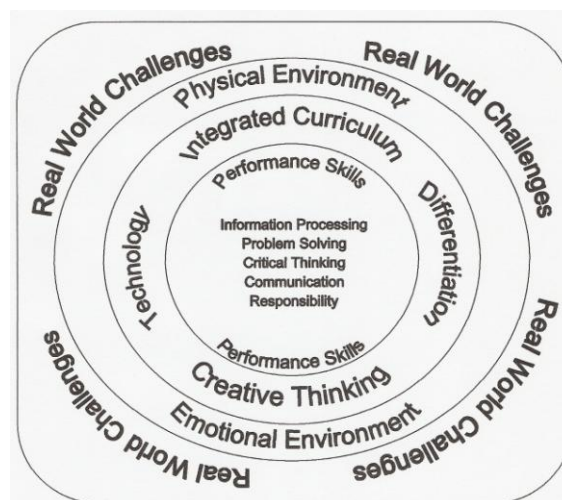 Real World Challenges
Real World Challenges
Physical Environment
Integrated Curriculum
Performance Skills
Technology
Differentiation
Information Processing
Problem Solving
Critical Thinking
Communication
Responsibility
Performance Skills
Creative Thinking
Emotional Environment
Real World Challenges
Real World Challenges